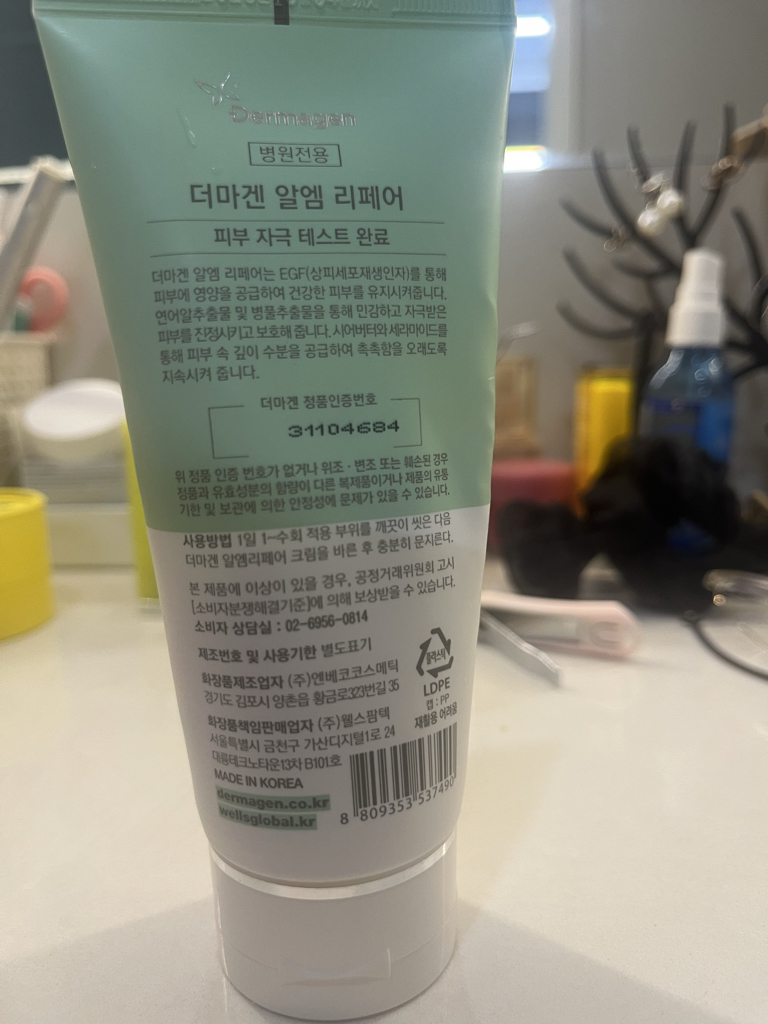 Dermagen
병원전용
더마겐 알엠 리페어
피부 자극 테스트 완료
더마겐 알엠 리페어는 EGF(상피세포재생인자)를 통해
피부에 영양을 공급하여 건강한 피부를 유지시켜줍니다.
연어알추출물 및 병풀추출물을 통해 민감하고 자극받은
피부를 진정시키고 보호해 줍니다. 시어버터와 세라마이드를
통해 피부 속 깊이 수분을 공급하여 촉촉함을 오래도록
지속시켜 줍니다.
더마겐 정품인증번호
31104684
위 정품 인증 번호가 없거나 위조 · 변조 또는 훼손된 경우
정품과 유효성분의 함량이 다른 복제품이거나 제품의 유통
기한 및 보관에 의한 안정성에 문제가 있을 수 있습니다.
사용방법 1일 1~수회 적용 부위를 깨끗이 씻은 다음
더마겐 알엠리페어 크림을 바른 후 충분히 문지른다.
본 제품에 이상이 있을 경우, 공정거래위원회 고시
[소비자분쟁해결기준]에 의해 보상받을 수 있습니다.
소비자 상담실 : 02-6956-0814
제조번호 및 사용기한 별도표기
화장품제조업자 (주)엔베코코스메틱
경기도 김포시 양촌읍 황금로323번길 35
화장품책임판매업자 (주)웰스팜텍
서울특별시 금천구 가산디지털1로 24
대륭테크노타운13차 B101호
MADE IN KOREA
dermagen.co.kr
wellsglobal.kr
플라스틱
LDPE
캡 : PP
재활용 어려움
8 809353 537490